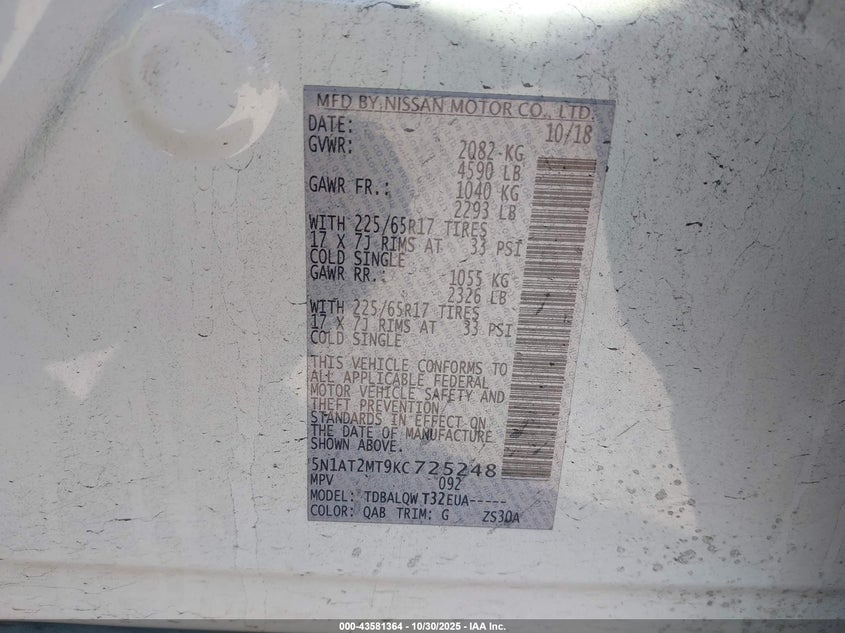 MFD BY NISSAN MOTOR CO., LTD.
DATE: 10/18
GVWR: 2082 KG
4590 LB
GAWR FR.: 1040 KG
2293 LB
WITH 225/65R17 TIRES
17 X 7J RIMS AT 33 PSI
COLD SINGLE
GAWR RR.: 1055 KG
2326 LB
WITH 225/65R17 TIRES
17 X 7J RIMS AT 33 PSI
COLD SINGLE
THIS VEHICLE CONFORMS TO
ALL APPLICABLE FEDERAL
MOTOR VEHICLE SAFETY AND
THEFT PREVENTION
STANDARDS IN EFFECT ON
THE DATE OF MANUFACTURE
SHOWN ABOVE.
5N1AT2MT9KC725248
MPV 092
MODEL: TDBALQWT32EUA-----
COLOR: QAB TRIM: G ZS30A
000-43581364 - 10/30/2025 - IAA Inc.